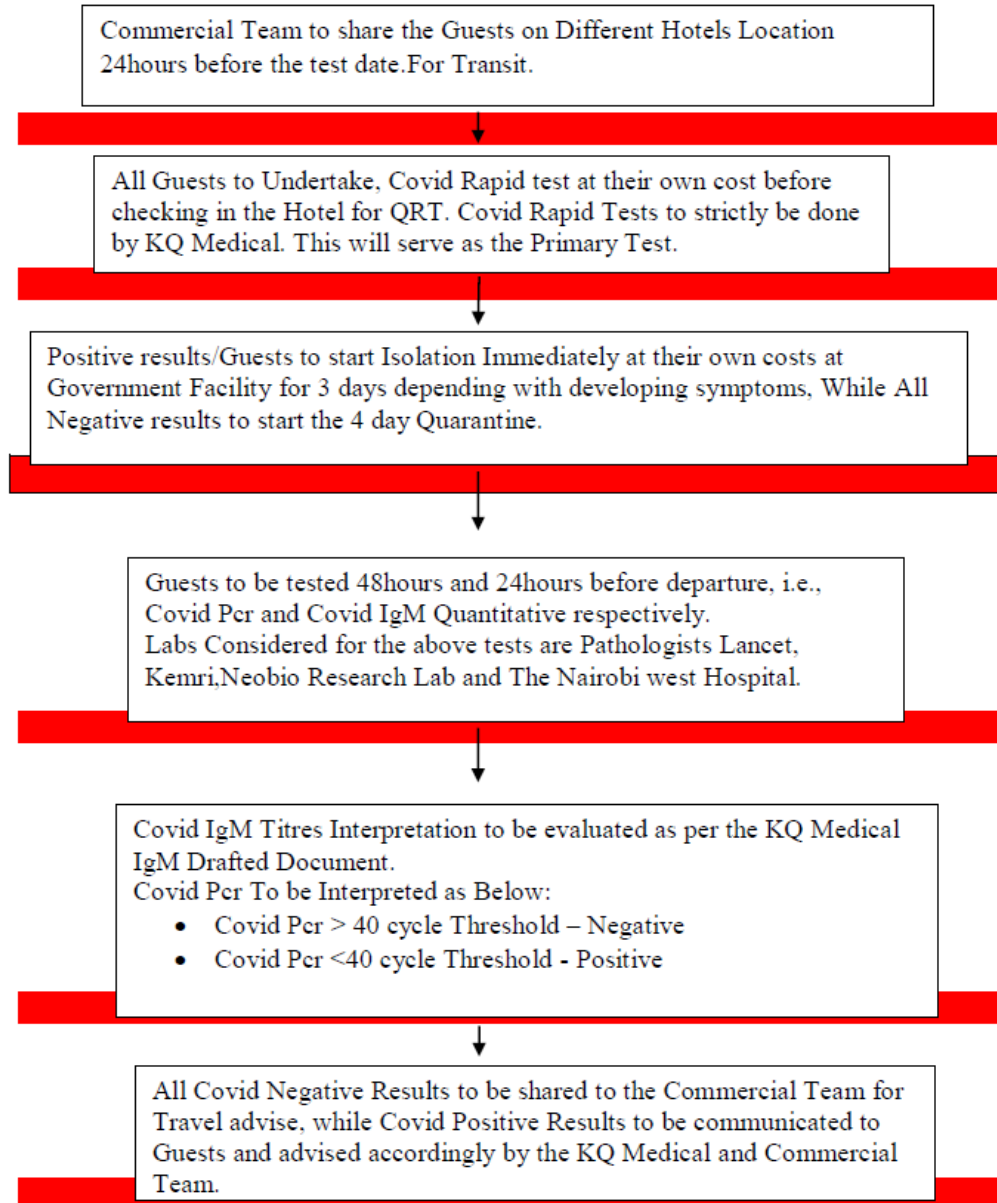 Commercial Team to share the Guests on Different Hotels Location
24hours before the test date.For Transit.
All Guests to Undertake, Covid Rapid test at their own cost before
checking in the Hotel for QRT. Covid Rapid Tests to strictly be done
by KQ Medical. This will serve as the Primary Test.
Positive results/Guests to start Isolation Immediately at their own costs at
Government Facility for 3 days depending with developing symptoms, While All
Negative results to start the 4 day Quarantine.
Guests to be tested 48hours and 24hours before departure, i.e.,
Covid Pcr and Covid IgM Quantitative respectively.
Labs Considered for the above tests are Pathologists Lancet,
Kemri,Neobio Research Lab and The Nairobi west Hospital.
Covid IgM Titres Interpretation to be evaluated as per the KQ Medical
IgM Drafted Document.
Covid Pcr To be Interpreted as Below:
• Covid Pcr > 40 cycle Threshold – Negative
• Covid Pcr <40 cycle Threshold - Positive
All Covid Negative Results to be shared to the Commercial Team for
Travel advise, while Covid Positive Results to be communicated to
Guests and advised accordingly by the KQ Medical and Commercial
Team.